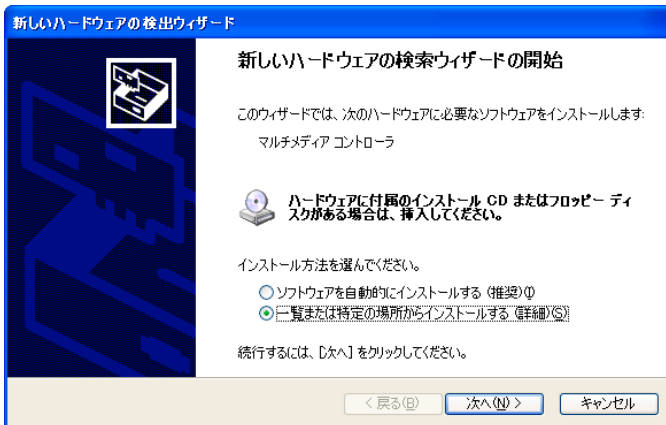 新しいハードウェアの検出ウィザード
新しいハードウェアの検索ウィザードの開始
このウィザードでは、次のハードウェアに必要なソフトウェアをインストールします:
マルチメディア コントローラ
ハードウェアに付属のインストール CD またはフロッピー ディ
スクがある場合は、挿入してください。
インストール方法を選んでください。
ソフトウェアを自動的にインストールする (推奨)(I)
一覧または特定の場所からインストールする (詳細)(S)
続行するには、[次へ] をクリックしてください。
< 戻る(B) 次へ(N) > キャンセル